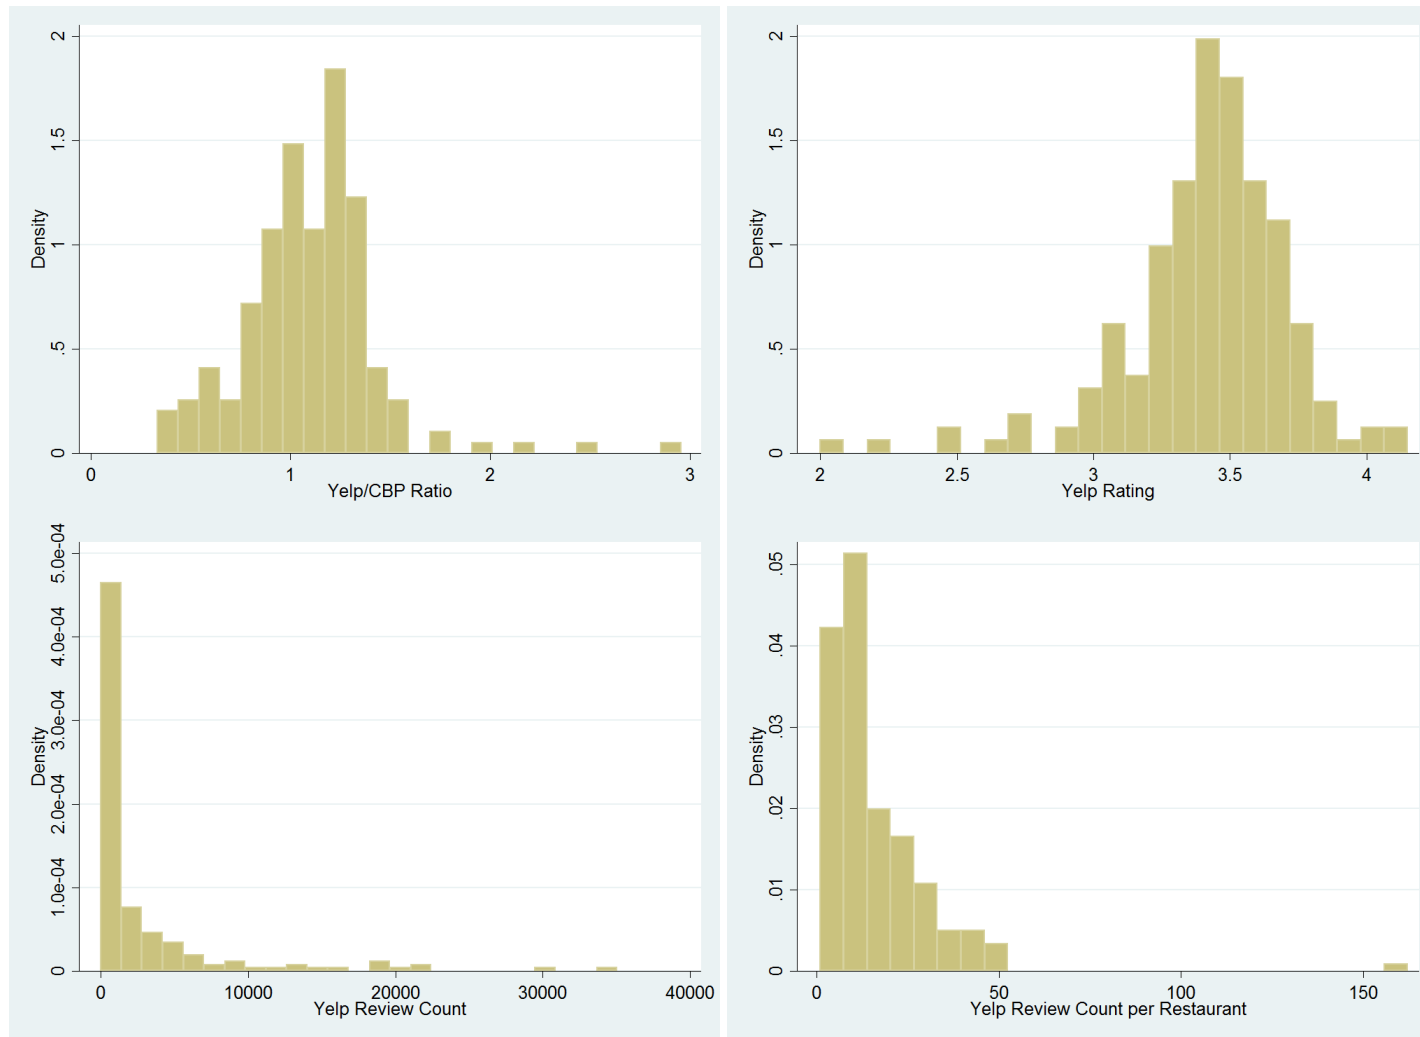 2
1.5
1
.5
0
Density
0 1 2 3
Yelp/CBP Ratio
2
1.5
1
.5
0
Density
2 2.5 3 3.5 4
Yelp Rating
5.0e-04
4.0e-04
3.0e-04
2.0e-04
1.0e-04
0
Density
0 10000 20000 30000 40000
Yelp Review Count
.05
.04
.03
.02
.01
0
Density
0 50 100 150
Yelp Review Count per Restaurant